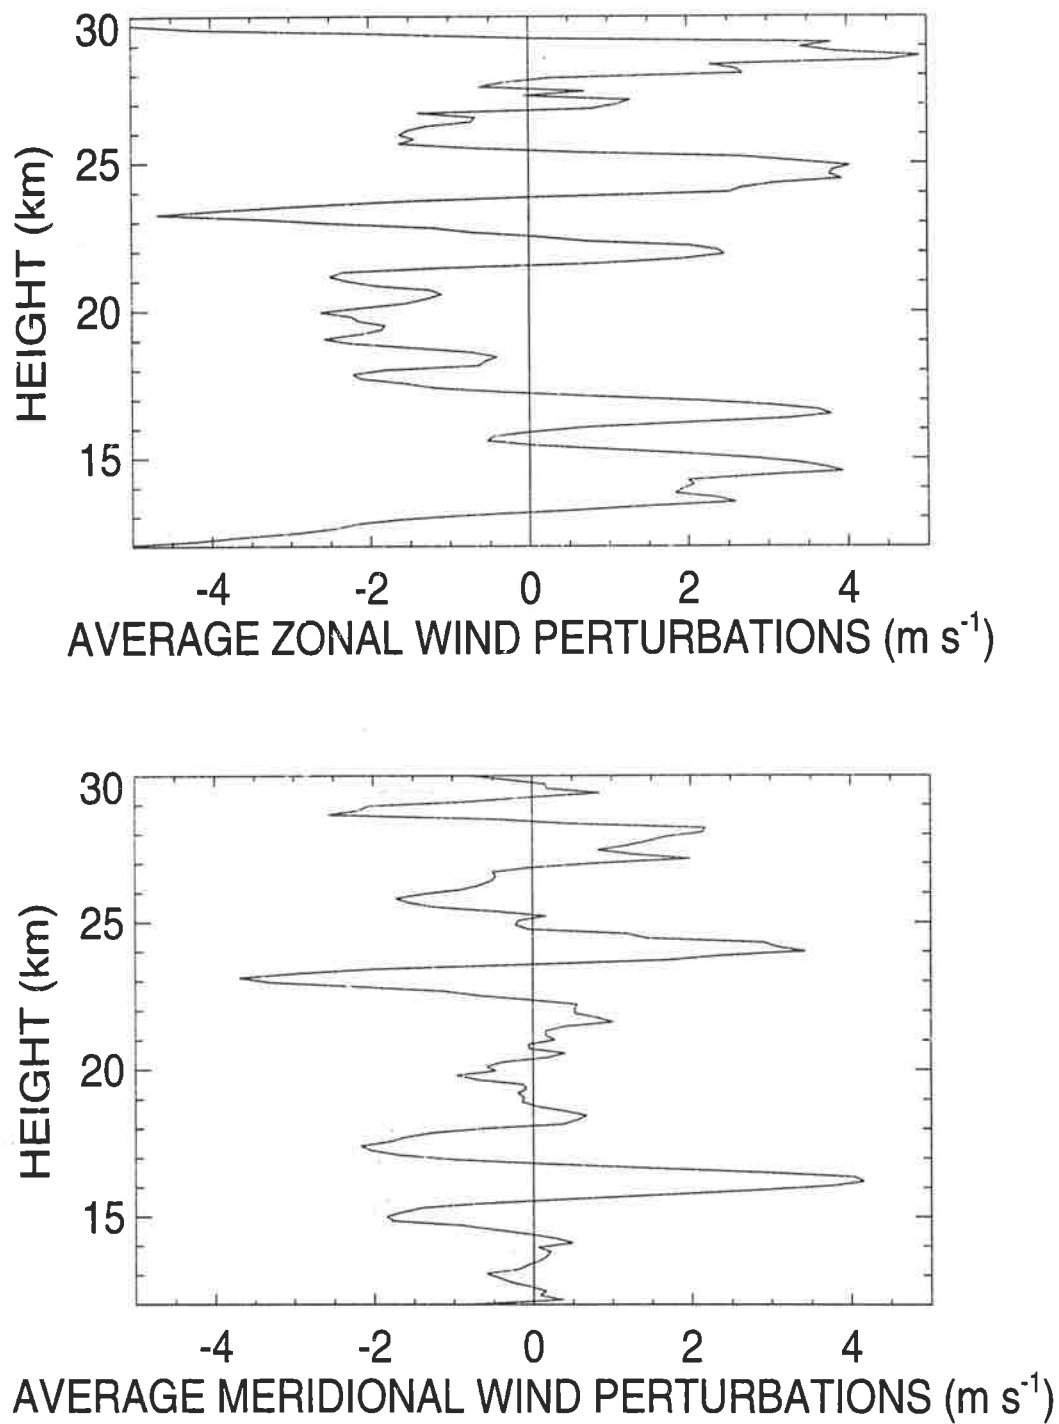 30
25
20
15
HEIGHT (km)
-4 -2 0 2 4
AVERAGE ZONAL WIND PERTURBATIONS (m s-1)
30
25
20
15
HEIGHT (km)
-4 -2 0 2 4
AVERAGE MERIDIONAL WIND PERTURBATIONS (m s-1)